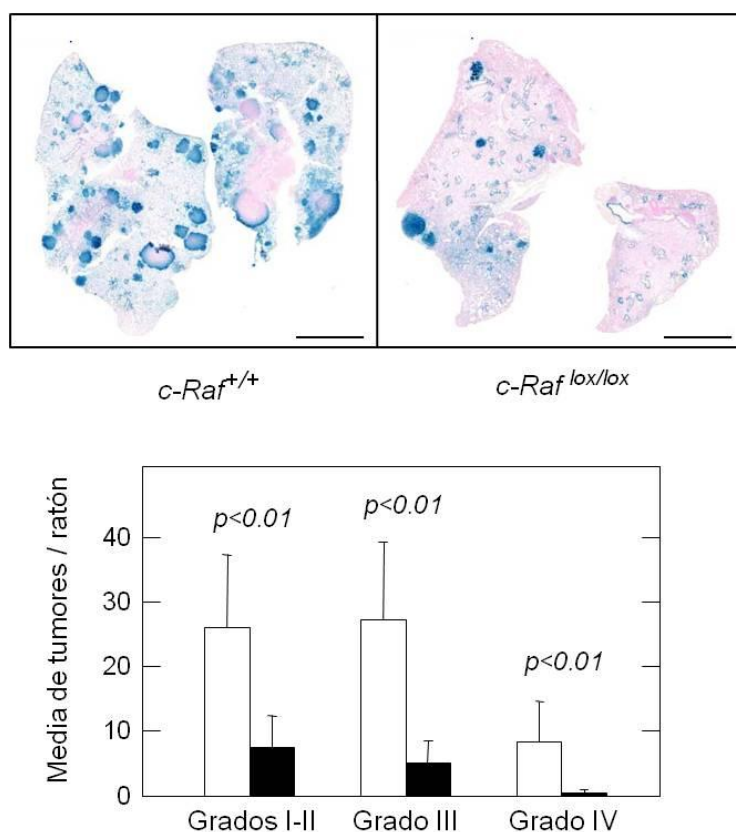 c-Raf+/+ c-Raf lox/lox
Media de tumores / ratón
40
30
20
10
0
p<0.01
p<0.01
p<0.01
Grados I-II Grado III Grado IV